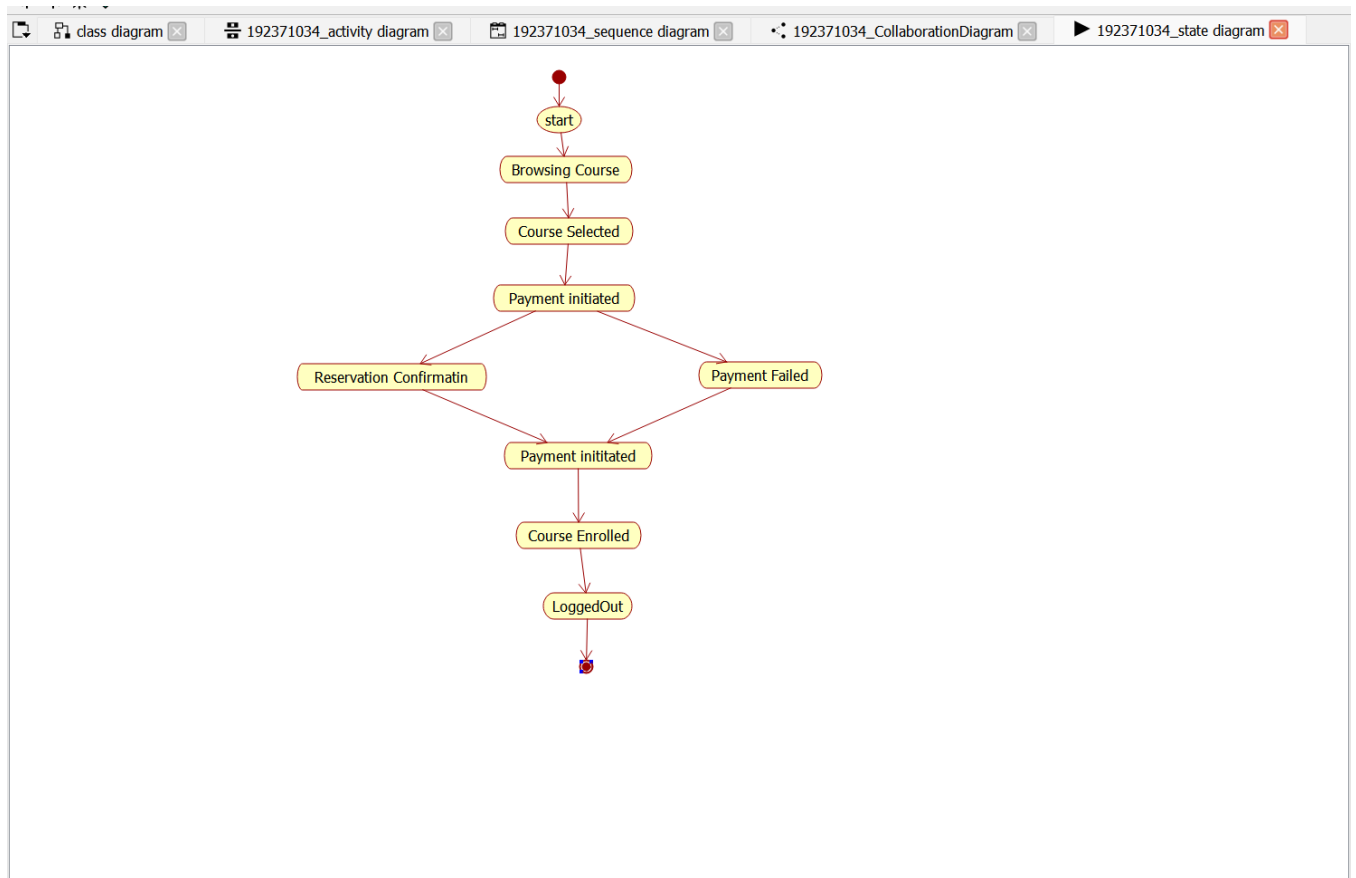 class diagram
192371034_activity diagram
192371034_sequence diagram
192371034_CollaborationDiagram
192371034_state diagram
start
Browsing Course
Course Selected
Payment initiated
Reservation Confirmatin
Payment Failed
Payment inititated
Course Enrolled
LoggedOut